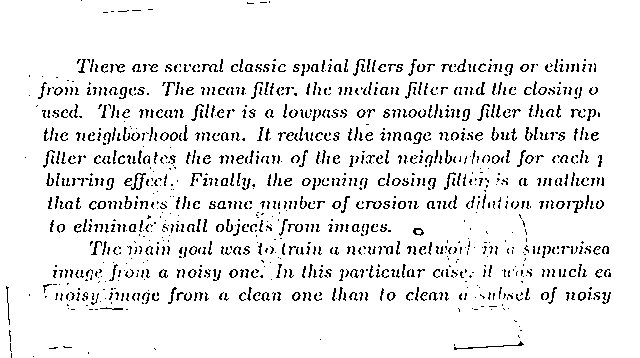 There are several classic spatial filters for reducing or elimin
from images. The mean filter, the median filter and the closing o
used. The mean filter is a lowpass or smoothing filter that rep
the neighborhood mean. It reduces the image noise but blurs the
filter calculates the median of the pixel neighborhood for each p
blurring effect. Finally, the opening closing filter is a mathem
that combines the same number of erosion and dilation morpho
to eliminate small objects from images.
The main goal was to train a neural network in a supervised
image from a noisy one. In this particular case, it was much ea
noisy image from a clean one than to clean a subset of noisy